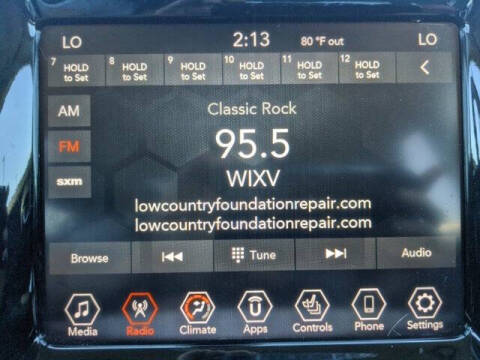 LO 2:13 80 °F out LO
7 HOLD to Set 8 HOLD to Set 9 HOLD to Set 10 HOLD to Set 11 HOLD to Set 12 HOLD to Set
AM
Classic Rock
FM
95.5
sxm
WIXV
lowcountryfoundationrepair.com
lowcountryfoundationrepair.com
Browse Tune Audio
Media Radio Climate Apps Controls Phone Settings